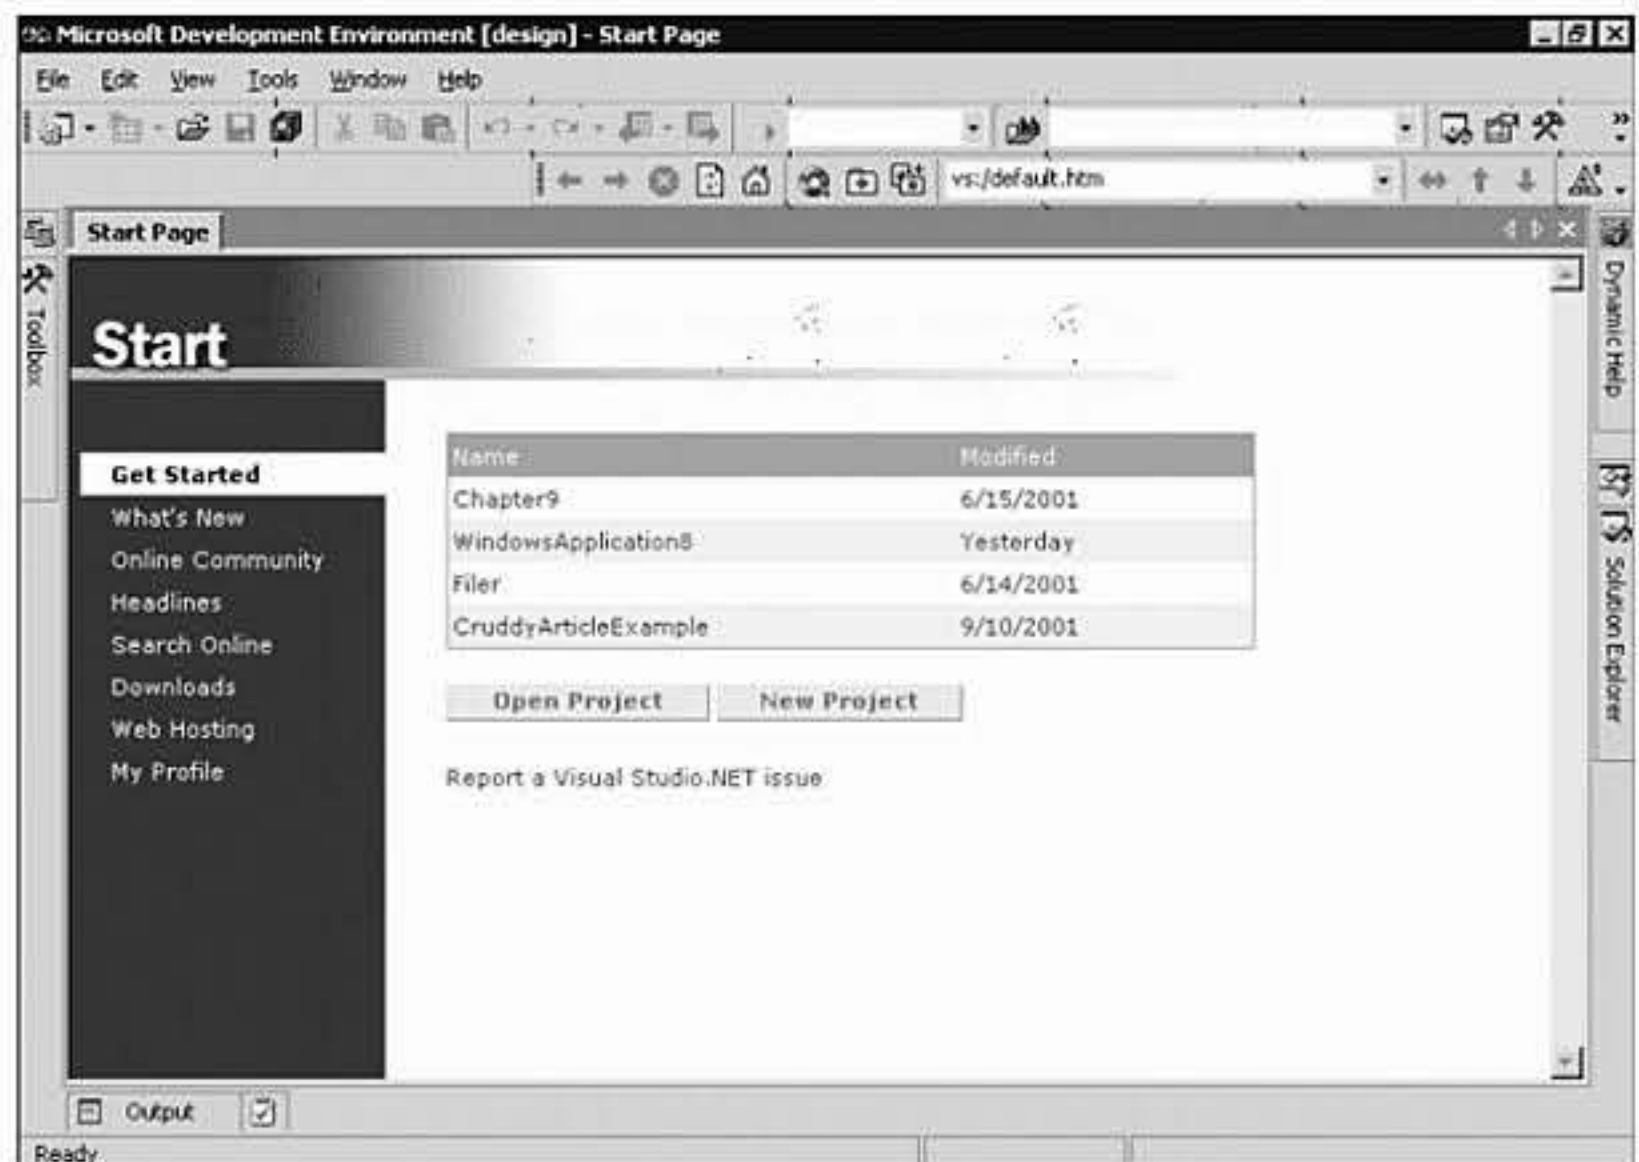 Microsoft Development Environment [design] - Start Page
File Edit View Tools Window Help
vs:/default.htm
Start Page
Toolbox
Dynamic Help
Solution Explorer
Start
Get Started
What's New
Online Community
Headlines
Search Online
Downloads
Web Hosting
My Profile
Name Modified
Chapter9 6/15/2001
WindowsApplication8 Yesterday
Filer 6/14/2001
CruddyArticleExample 9/10/2001
Open Project New Project
Report a Visual Studio.NET issue
Output
Ready